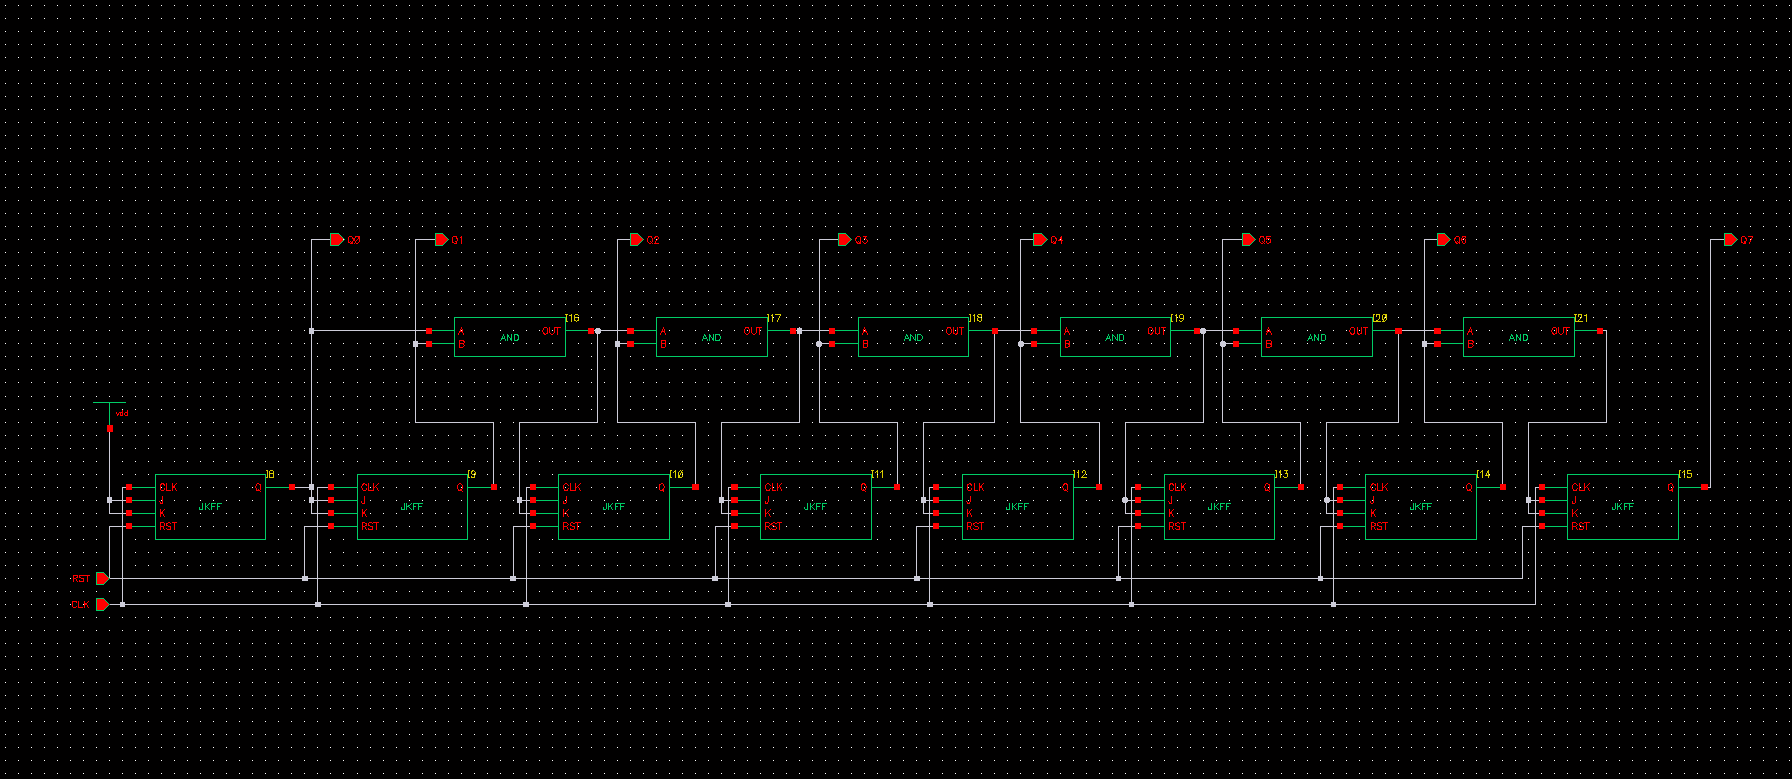 Q0 Q1 Q2 Q3 Q4 Q5 Q6 Q7
I16 I17 I18 I19 I20 I21
A OUT A OUT A OUT A OUT A OUT A OUT
AND AND AND AND AND AND
B B B B B B
vdd
I8 I9 I10 I11 I12 I13 I14 I15
CLK Q CLK Q CLK Q CLK Q CLK Q CLK Q CLK Q CLK Q
J J J J J J J J
JKFF JKFF JKFF JKFF JKFF JKFF JKFF JKFF
K K K K K K K K
RST RST RST RST RST RST RST RST
RST
CLK